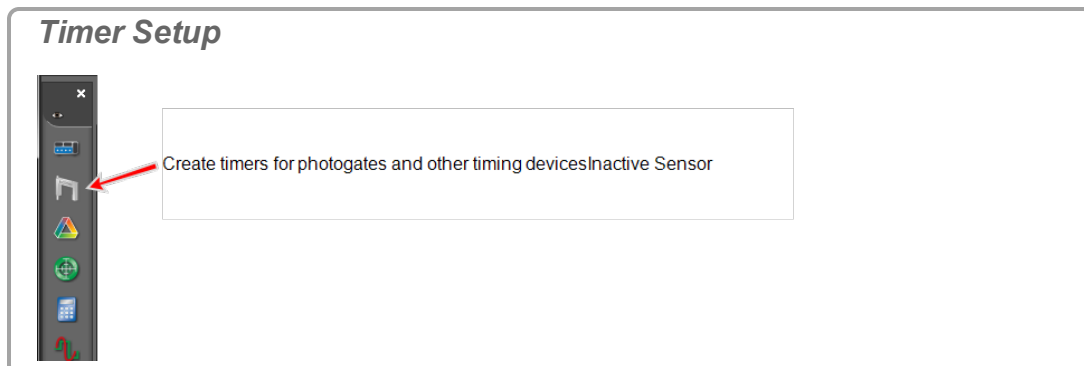 Timer Setup
Create timers for photogates and other timing devicesInactive Sensor